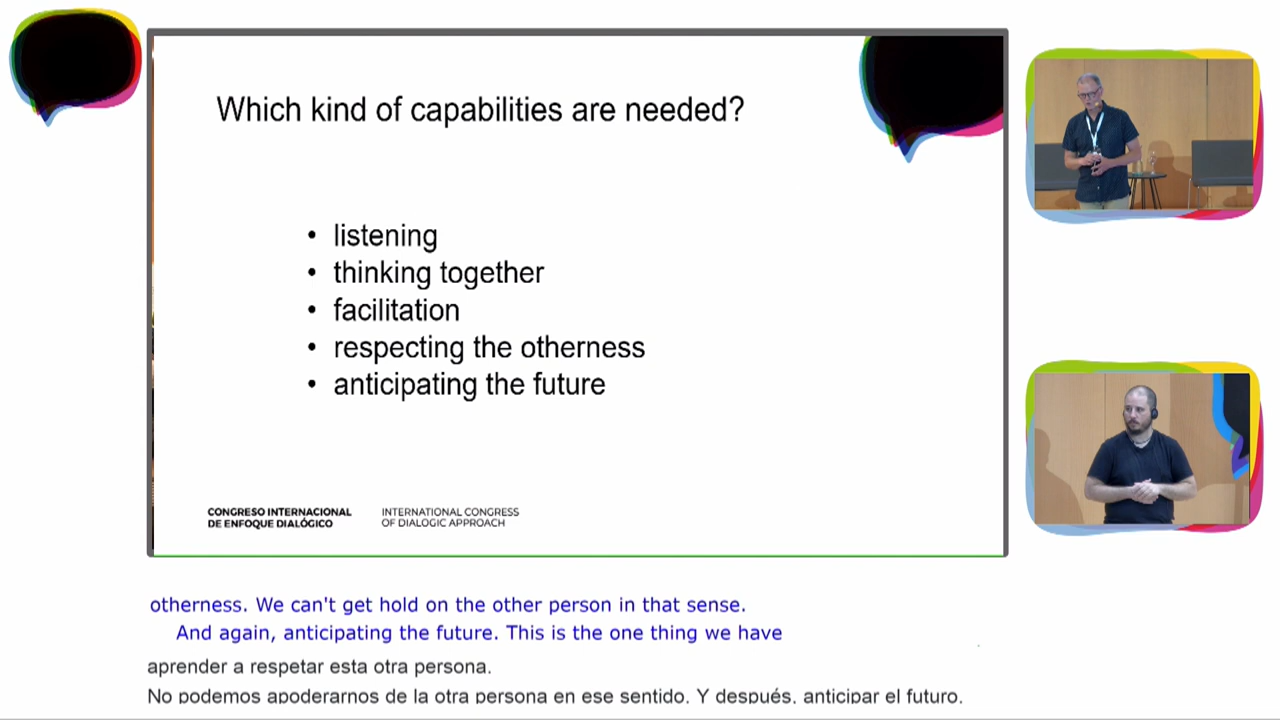 Which kind of capabilities are needed?
• listening
• thinking together
• facilitation
• respecting the otherness
• anticipating the future
CONGRESO INTERNACIONAL
DE ENFOQUE DIALÓGICO
INTERNATIONAL CONGRESS
OF DIALOGIC APPROACH
otherness. We can't get hold on the other person in that sense.
And again, anticipating the future. This is the one thing we have
aprender a respetar esta otra persona.
No podemos apoderarnos de la otra persona en ese sentido. Y después, anticipar el futuro.